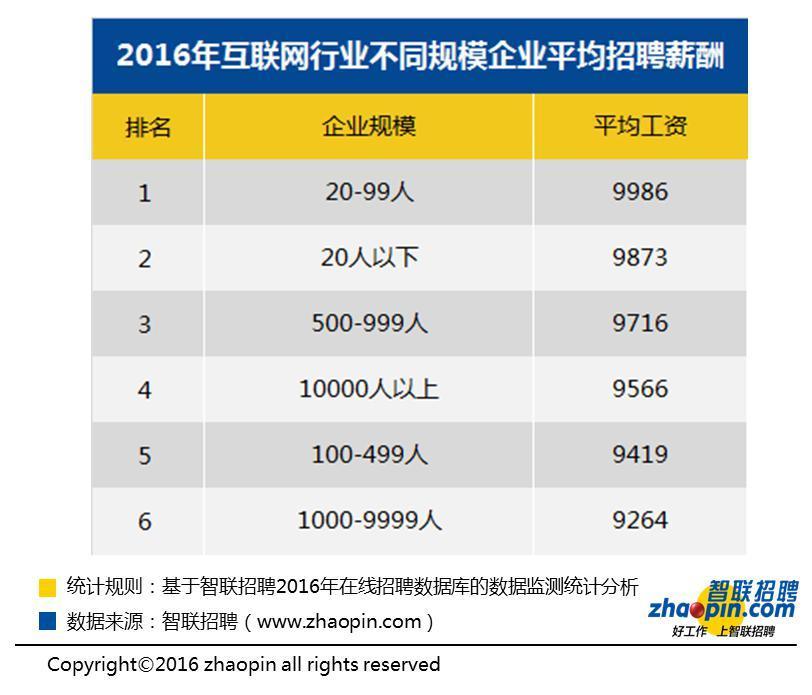 2016年互联网行业不同规模企业平均招聘薪酬
排名 企业规模 平均工资
1 20-99人 9986
2 20人以下 9873
3 500-999人 9716
4 10000人以上 9566
5 100-499人 9419
6 1000-9999人 9264
统计规则：基于智联招聘2016年在线招聘数据库的数据监测统计分析
数据来源：智联招聘（www.zhaopin.com）
智联招聘
zhaopin.com
好工作 上智联招聘
Copyright©2016 zhaopin all rights reserved